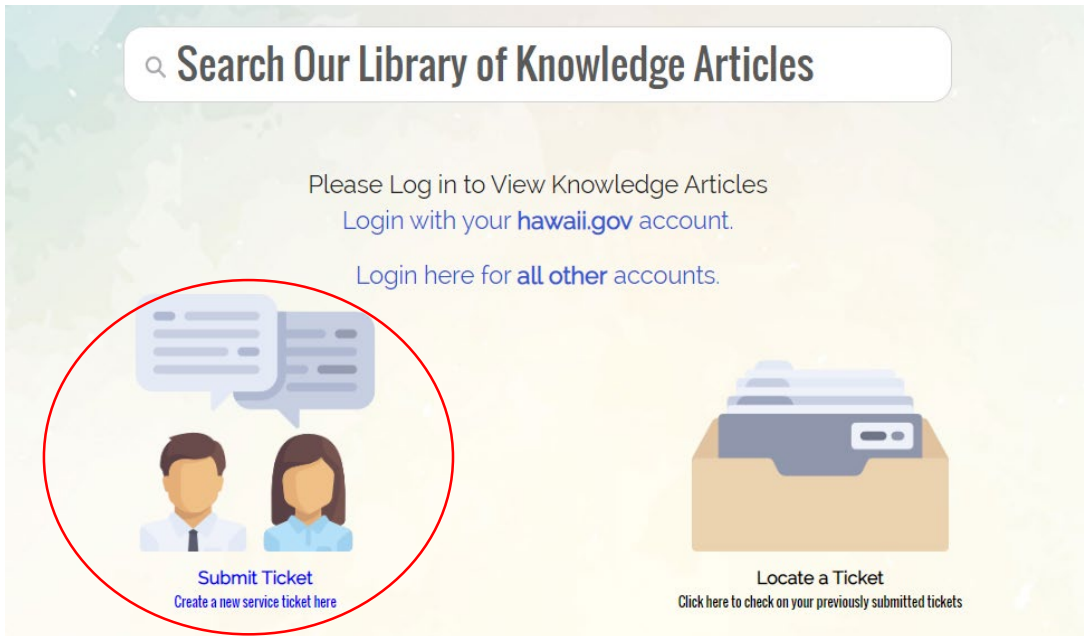 Search Our Library of Knowledge Articles
Please Log in to View Knowledge Articles
Login with your hawaii.gov account.
Login here for all other accounts.
Submit Ticket
Create a new service ticket here
Locate a Ticket
Click here to check on your previously submitted tickets